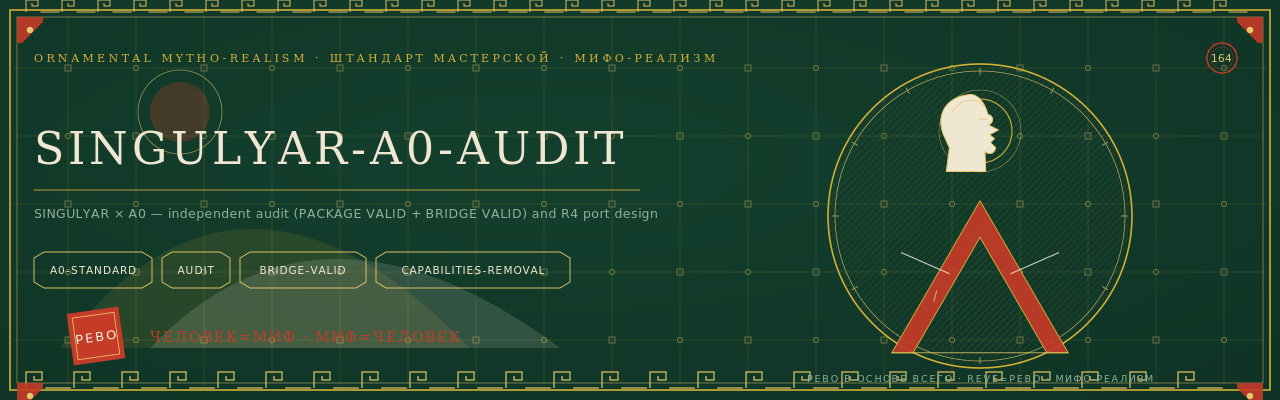 ORNAMENTAL MYTHO-REALISM · ШТАНДАРТ МАСТЕРСКОЙ · МИФО-РЕАЛИЗМ
164
SINGULYAR-A0-AUDIT
SINGULYAR × A0 — independent audit (PACKAGE VALID + BRIDGE VALID) and R4 port design
A0-STANDARD AUDIT BRIDGE-VALID CAPABILITIES-REMOVAL
РЕВО
ЧЕЛОВЕК=МИФ · МИФ=ЧЕЛОВЕК
РЕВО В ОСНОВЕ ВСЕГО · REVE=РЕВО · МИФО-РЕАЛИЗМ